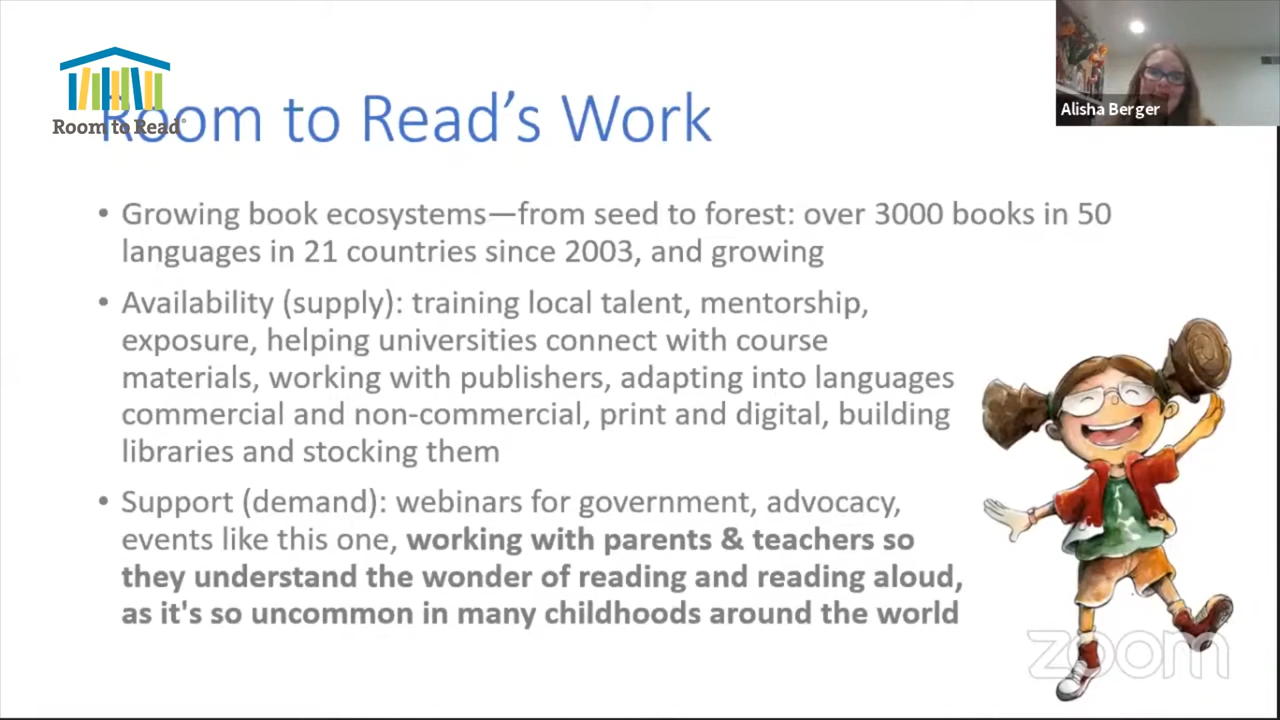 Room to Read®
Room to Read's Work
Alisha Berger
• Growing book ecosystems—from seed to forest: over 3000 books in 50
languages in 21 countries since 2003, and growing
• Availability (supply): training local talent, mentorship,
exposure, helping universities connect with course
materials, working with publishers, adapting into languages
commercial and non-commercial, print and digital, building
libraries and stocking them
• Support (demand): webinars for government, advocacy,
events like this one, working with parents & teachers so
they understand the wonder of reading and reading aloud,
as it's so uncommon in many childhoods around the world
zoom